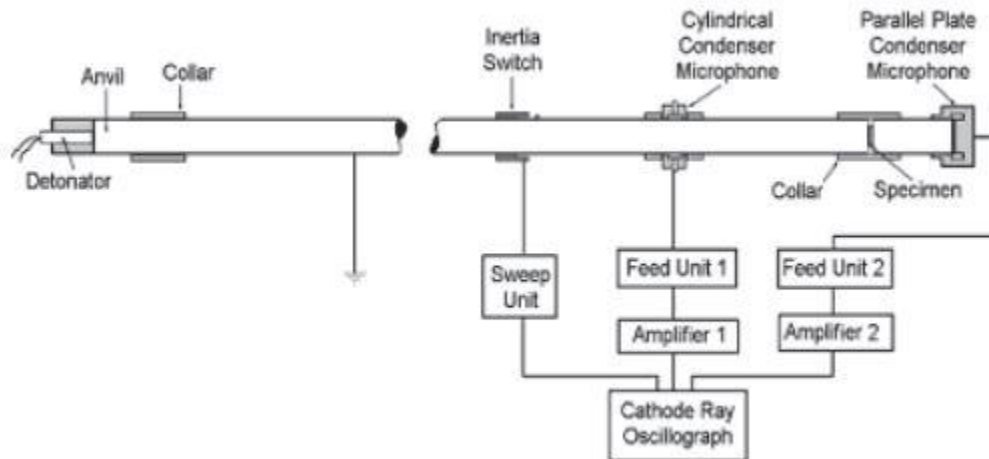 Cylindrical
Condenser
Microphone
Parallel Plate
Condenser
Microphone
Inertia
Switch
Collar
Anvil
Detonator
Collar
Specimen
Sweep
Unit
Feed Unit 1
Feed Unit 2
Amplifier 1
Amplifier 2
Cathode Ray
Oscillograph